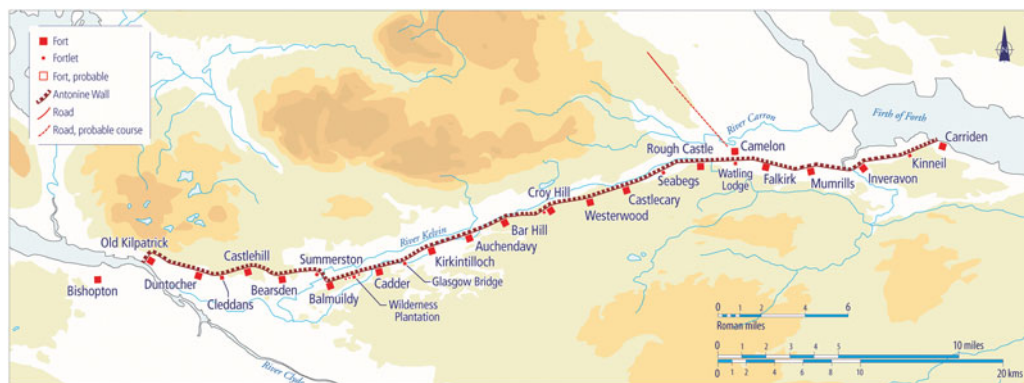 Fort
Fortlet
Fort, probable
Antonine Wall
Road
Road, probable course
N
Firth of Forth
River Carron
Camelon
Carriden
Rough Castle
Kinneil
Watling
Lodge
Falkirk
Mumrills
Inveravon
Seabegs
Castlecary
Croy Hill
Westerwood
Bar Hill
River Kelvin
Auchendavy
Kirkintilloch
Old Kilpatrick
Castlehill
Summerston
Glasgow Bridge
Cadder
Bishopton
Duntocher
Cleddans
Bearsden
Balmuildy
Wilderness
Plantation
River Clyde
0 1 2 4 6
Roman miles
0 1 2 3 4 5 10 miles
0 1 2 4 6 8 10 20 kms